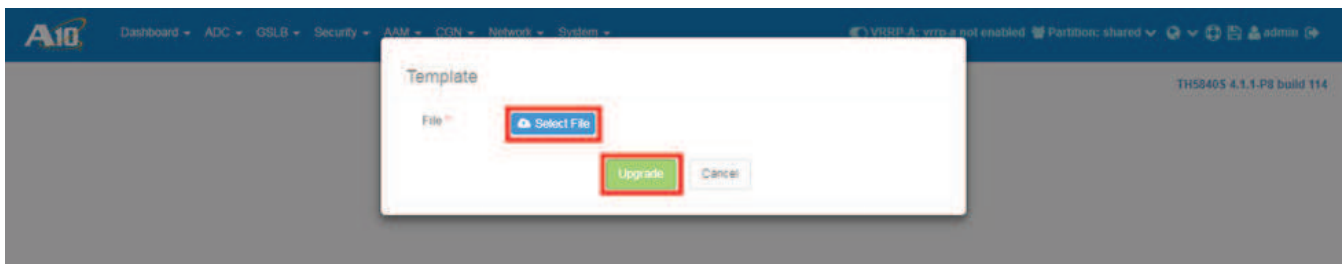 A10 Dashboard ADC GSLB Security AAM CGN Network System VRRP-A: vrrp-a not enabled Partition: shared admin
TH5840S 4.1.1-P8 build 114
Template
File *
Select File
Upgrade Cancel